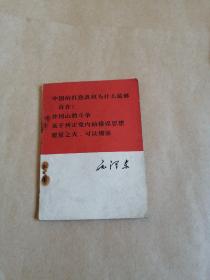 中国的红色政权为什么能够
存在？
井冈山的斗争
关于纠正党内的错误思想
星星之火，可以燎原
毛泽东